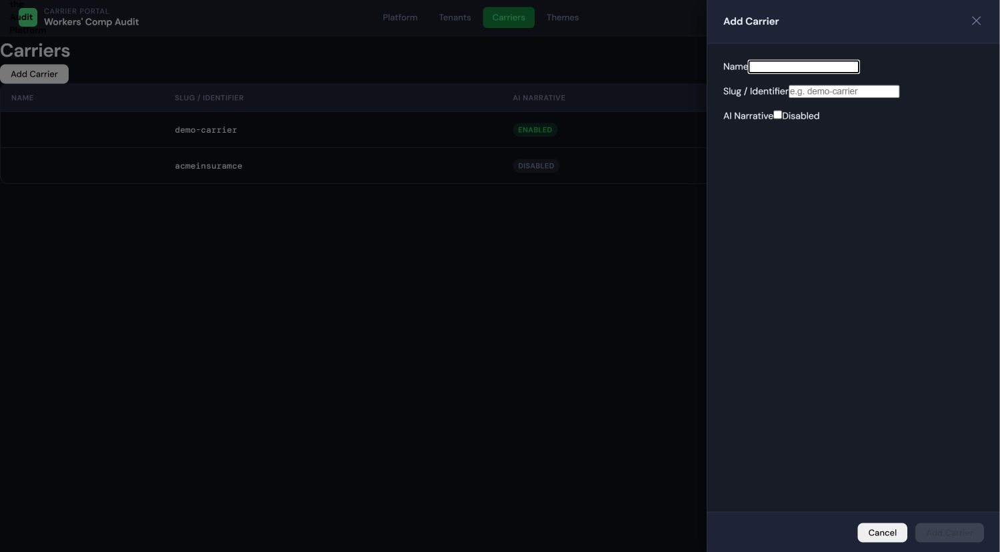 the
Audit
Platform
CARRIER PORTAL
Workers' Comp Audit
Platform
Tenants
Carriers
Themes
Carriers
Add Carrier
NAME
SLUG / IDENTIFIER
AI NARRATIVE
demo-carrier
ENABLED
acmeinsuramce
DISABLED
Add Carrier
Name
Slug / Identifier e.g. demo-carrier
AI Narrative Disabled
Cancel
Add Carrier